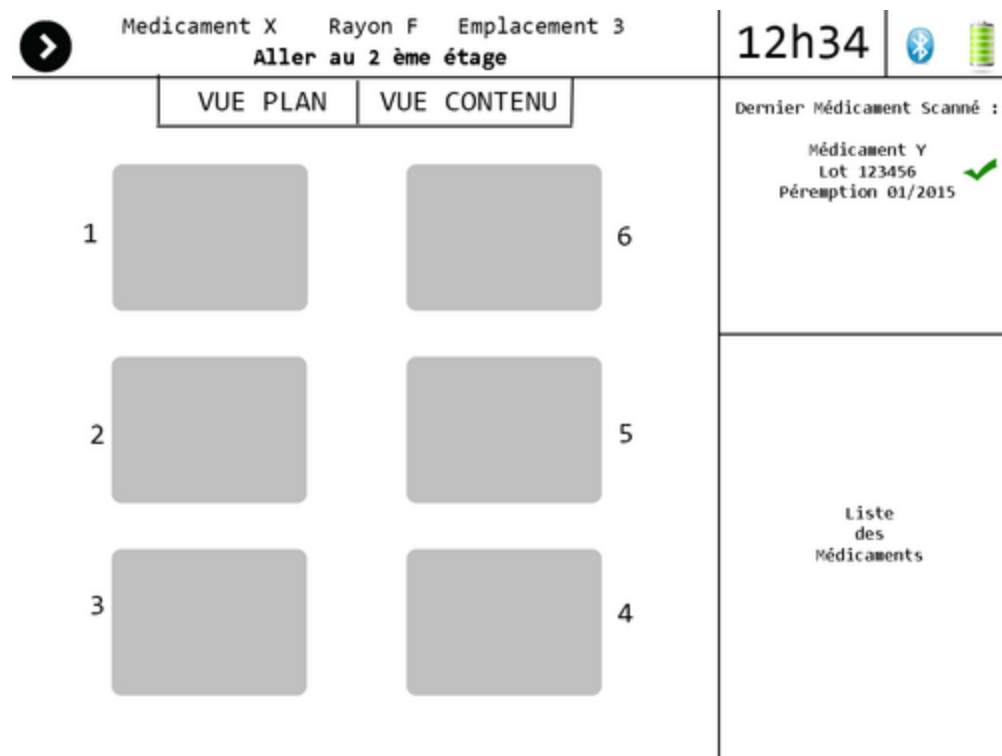 Medicament X Rayon F Emplacement 3
Aller au 2 ème étage
12h34
VUE PLAN VUE CONTENU
Dernier Médicament Scanné :
Médicament Y
Lot 123456
Péremption 01/2015
1
6
2
5
3
4
Liste
des
Médicaments